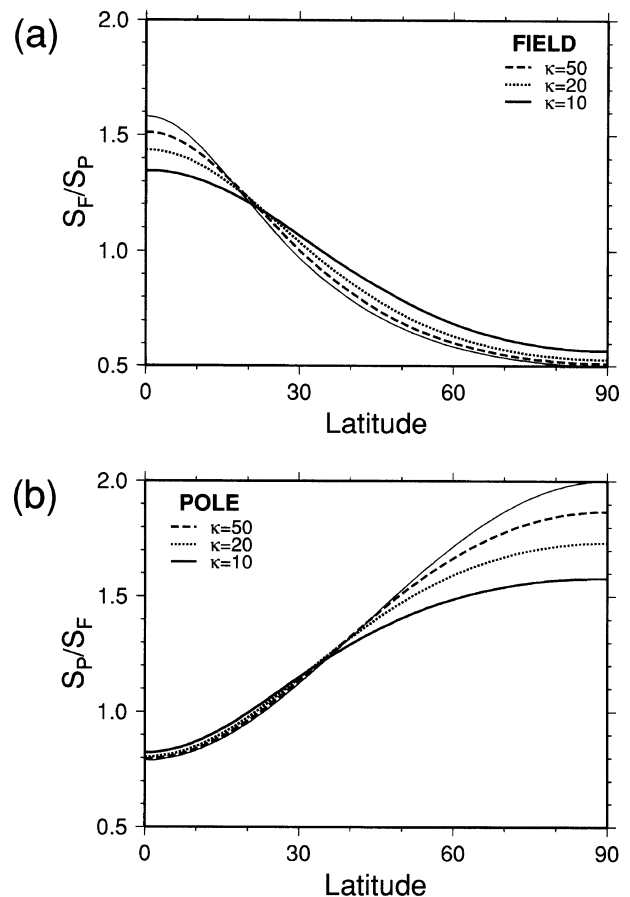 (a)
2.0
1.5
1.0
0.5
S_F/S_P
FIELD
κ=50
κ=20
κ=10
0 30 60 90
Latitude
(b)
2.0
1.5
1.0
0.5
S_P/S_F
POLE
κ=50
κ=20
κ=10
0 30 60 90
Latitude